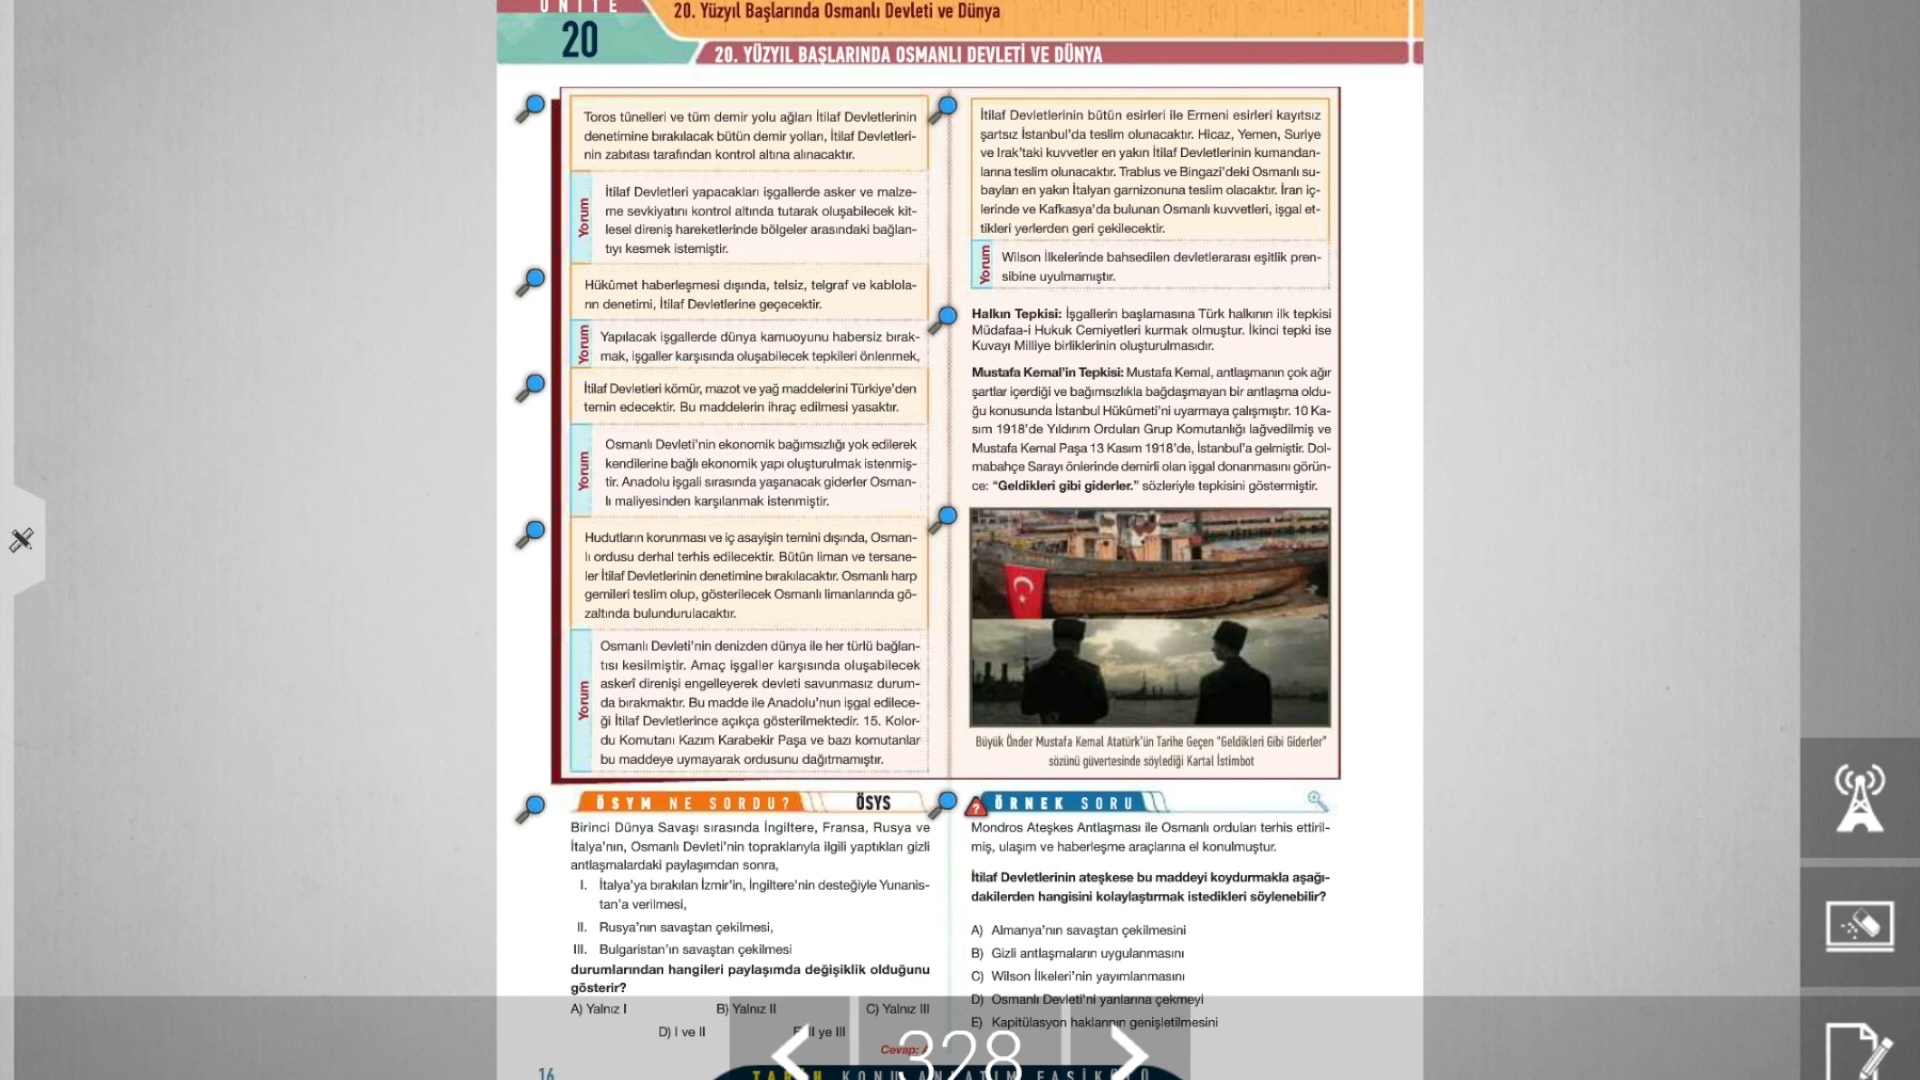 ÜNİTE
20
20. Yüzyıl Başlarında Osmanlı Devleti ve Dünya
20. YÜZYIL BAŞLARINDA OSMANLI DEVLETİ VE DÜNYA
Toros tünelleri ve tüm demir yolu ağları İtilaf Devletlerinin
denetimine bırakılacak bütün demir yolları, İtilaf Devletleri-
nin zabıtası tarafından kontrol altına alınacaktır.
Yorum
İtilaf Devletleri yapacakları işgallerde asker ve malze-
me sevkiyatını kontrol altında tutarak oluşabilecek kit-
lesel direniş hareketlerinde bölgeler arasındaki bağlan-
tıyı kesmek istemiştir.
Hükûmet haberleşmesi dışında, telsiz, telgraf ve kablola-
rın denetimi, İtilaf Devletlerine geçecektir.
Yorum
Yapılacak işgallerde dünya kamuoyunu habersiz bırak-
mak, işgaller karşısında oluşabilecek tepkileri önlenmek,
İtilaf Devletleri kömür, mazot ve yağ maddelerini Türkiye'den
temin edecektir. Bu maddelerin ihraç edilmesi yasaktır.
Yorum
Osmanlı Devleti'nin ekonomik bağımsızlığı yok edilerek
kendilerine bağlı ekonomik yapı oluşturulmak istenmiş-
tir. Anadolu işgali sırasında yaşanacak giderler Osman-
lı maliyesinden karşılanmak istenmiştir.
Hudutların korunması ve iç asayişin temini dışında, Osman-
lı ordusu derhal terhis edilecektir. Bütün liman ve tersane-
ler İtilaf Devletlerinin denetimine bırakılacaktır. Osmanlı harp
gemileri teslim olup, gösterilecek Osmanlı limanlarında gö-
zaltında bulundurulacaktır.
Yorum
Osmanlı Devleti'nin denizden dünya ile her türlü bağlan-
tısı kesilmiştir. Amaç işgaller karşısında oluşabilecek
askerî direnişi engelleyerek devleti savunmasız durum-
da bırakmaktır. Bu madde ile Anadolu'nun işgal edilece-
ği İtilaf Devletlerince açıkça gösterilmektedir. 15. Kolor-
du Komutanı Kazım Karabekir Paşa ve bazı komutanlar
bu maddeye uymayarak ordusunu dağıtmamıştır.
İtilaf Devletlerinin bütün esirleri ile Ermeni esirleri kayıtsız
şartsız İstanbul'da teslim olunacaktır. Hicaz, Yemen, Suriye
ve Irak'taki kuvvetler en yakın İtilaf Devletlerinin kumandan-
larına teslim olunacaktır. Trablus ve Bingazi'deki Osmanlı su-
bayları en yakın İtalyan garnizonuna teslim olacaktır. İran iç-
lerinde ve Kafkasya'da bulunan Osmanlı kuvvetleri, işgal et-
tikleri yerlerden geri çekilecektir.
Yorum
Wilson İlkelerinde bahsedilen devletlerarası eşitlik pren-
sibine uyulmamıştır.
Halkın Tepkisi: İşgallerin başlamasına Türk halkının ilk tepkisi
Müdafaa-i Hukuk Cemiyetleri kurmak olmuştur. İkinci tepki ise
Kuvayı Milliye birliklerinin oluşturulmasıdır.
Mustafa Kemal'in Tepkisi: Mustafa Kemal, antlaşmanın çok ağır
şartlar içerdiği ve bağımsızlıkla bağdaşmayan bir antlaşma oldu-
ğu konusunda İstanbul Hükûmeti'ni uyarmaya çalışmıştır. 10 Ka-
sım 1918'de Yıldırım Orduları Grup Komutanlığı lağvedilmiş ve
Mustafa Kemal Paşa 13 Kasım 1918'de, İstanbul'a gelmiştir. Dol-
mabahçe Sarayı önlerinde demirli olan işgal donanmasını görün-
ce: "Geldikleri gibi giderler." sözleriyle tepkisini göstermiştir.
Büyük Önder Mustafa Kemal Atatürk'ün Tarihe Geçen "Geldikleri Gibi Giderler"
sözünü güvertesinde söylediği Kartal İstimbot
ÖSYM NE SORDU? ÖSYS
Birinci Dünya Savaşı sırasında İngiltere, Fransa, Rusya ve
İtalya'nın, Osmanlı Devleti'nin topraklarıyla ilgili yaptıkları gizli
antlaşmalardaki paylaşımdan sonra,
I. İtalya'ya bırakılan İzmir'in, İngiltere'nin desteğiyle Yunanis-
tan'a verilmesi,
II. Rusya'nın savaştan çekilmesi,
III. Bulgaristan'ın savaştan çekilmesi
durumlarından hangileri paylaşımda değişiklik olduğunu
gösterir?
A) Yalnız I B) Yalnız II C) Yalnız III
D) I ve II II ve III
Cevap:
ÖRNEK SORU
Mondros Ateşkes Antlaşması ile Osmanlı orduları terhis ettiril-
miş, ulaşım ve haberleşme araçlarına el konulmuştur.
İtilaf Devletlerinin ateşkese bu maddeyi koydurmakla aşağı-
dakilerden hangisini kolaylaştırmak istedikleri söylenebilir?
A) Almanya'nın savaştan çekilmesini
B) Gizli antlaşmaların uygulanmasını
C) Wilson İlkeleri'nin yayımlanmasını
D) Osmanlı Devleti'ni yanlarına çekmeyi
E) Kapitülasyon haklarının genişletilmesini
328
16
TARİH KONU ANLATIM FASİKÜLÜ